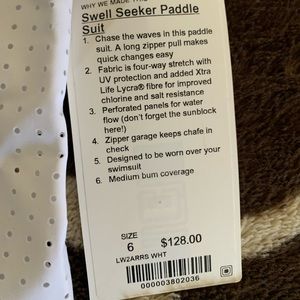 WHY WE MADE THIS
Swell Seeker Paddle
Suit
1. Chase the waves in this paddle
suit. A long zipper pull makes
quick changes easy
2. Fabric is four-way stretch with
UV protection and added Xtra
Life Lycra® fibre for improved
chlorine and salt resistance
3. Perforated panels for water
flow (don't forget the sunblock
here!)
4. Zipper garage keeps chafe in
check
5. Designed to be worn over your
swimsuit
6. Medium bum coverage
SIZE
6 $128.00
LW2ARRS WHT
000003802036